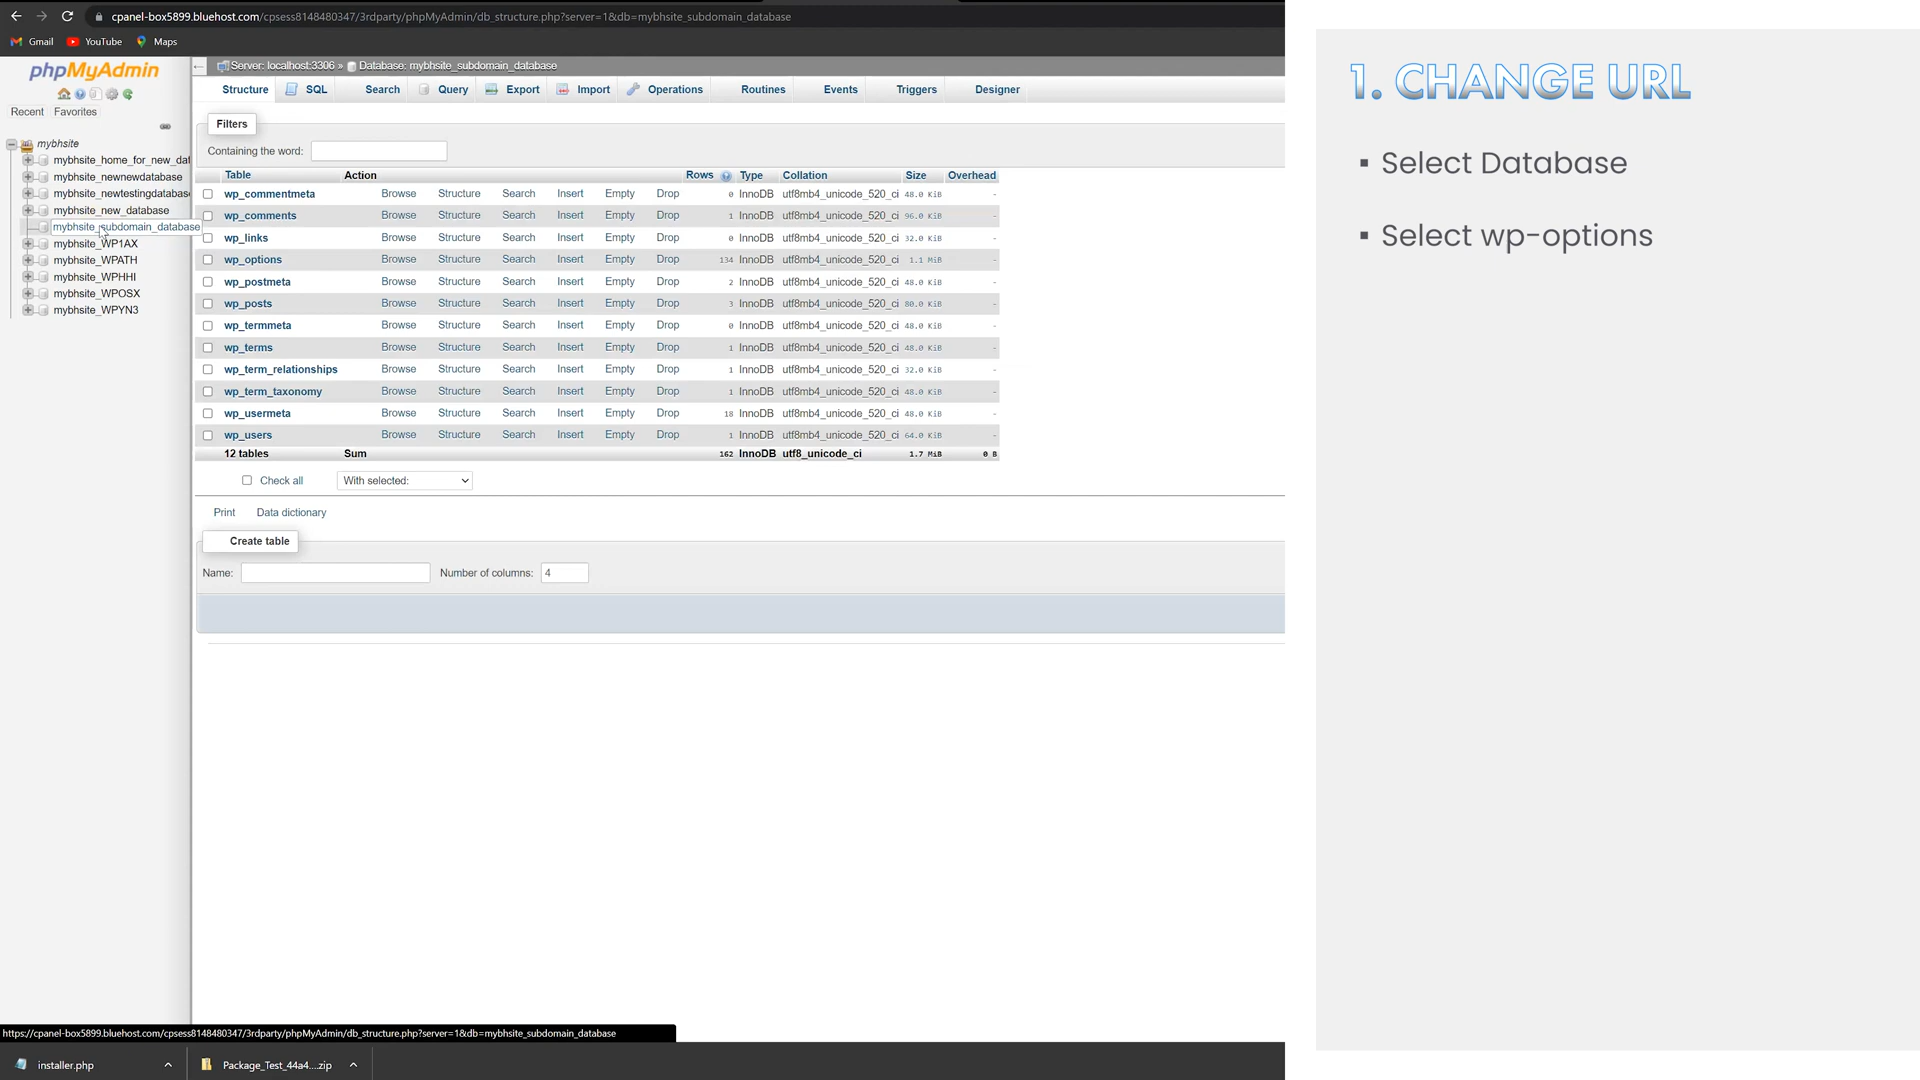 cpanel-box5899.bluehost.com/cpsess8148480347/3rdparty/phpMyAdmin/db_structure.php?server=1&db=mybhsite_subdomain_database
Gmail YouTube Maps
phpMyAdmin
Recent Favorites
mybhsite
mybhsite_home_for_new_dat
mybhsite_newnewdatabase
mybhsite_newtestingdatabase
mybhsite_new_database
mybhsite_subdomain_database
mybhsite_WP1AX
mybhsite_WPATH
mybhsite_WPHHI
mybhsite_WPOSX
mybhsite_WPYN3
Server: localhost:3306 » Database: mybhsite_subdomain_database
Structure SQL Search Query Export Import Operations Routines Events Triggers Designer
Filters
Containing the word:
Table Action Rows Type Collation Size Overhead
wp_commentmeta Browse Structure Search Insert Empty Drop 0 InnoDB utf8mb4_unicode_520_ci 48.0 KiB -
wp_comments Browse Structure Search Insert Empty Drop 1 InnoDB utf8mb4_unicode_520_ci 96.0 KiB -
wp_links Browse Structure Search Insert Empty Drop 0 InnoDB utf8mb4_unicode_520_ci 32.0 KiB -
wp_options Browse Structure Search Insert Empty Drop 134 InnoDB utf8mb4_unicode_520_ci 1.1 MiB -
wp_postmeta Browse Structure Search Insert Empty Drop 2 InnoDB utf8mb4_unicode_520_ci 48.0 KiB -
wp_posts Browse Structure Search Insert Empty Drop 3 InnoDB utf8mb4_unicode_520_ci 80.0 KiB -
wp_termmeta Browse Structure Search Insert Empty Drop 0 InnoDB utf8mb4_unicode_520_ci 48.0 KiB -
wp_terms Browse Structure Search Insert Empty Drop 1 InnoDB utf8mb4_unicode_520_ci 48.0 KiB -
wp_term_relationships Browse Structure Search Insert Empty Drop 1 InnoDB utf8mb4_unicode_520_ci 32.0 KiB -
wp_term_taxonomy Browse Structure Search Insert Empty Drop 1 InnoDB utf8mb4_unicode_520_ci 48.0 KiB -
wp_usermeta Browse Structure Search Insert Empty Drop 18 InnoDB utf8mb4_unicode_520_ci 48.0 KiB -
wp_users Browse Structure Search Insert Empty Drop 1 InnoDB utf8mb4_unicode_520_ci 64.0 KiB -
12 tables Sum 162 InnoDB utf8_unicode_ci 1.7 MiB 0 B
Check all With selected:
Print Data dictionary
Create table
Name: Number of columns: 4
https://cpanel-box5899.bluehost.com/cpsess8148480347/3rdparty/phpMyAdmin/db_structure.php?server=1&db=mybhsite_subdomain_database
installer.php Package_Test_44a4....zip
1. CHANGE URL
▪ Select Database
▪ Select wp-options